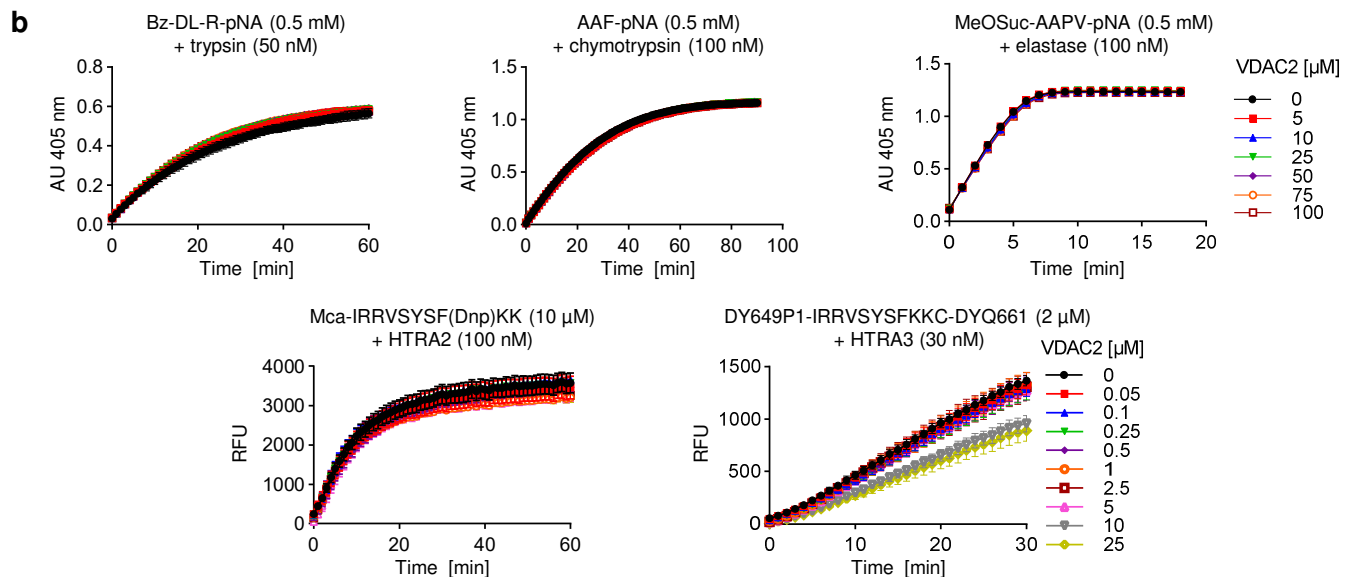 b
Bz-DL-R-pNA (0.5 mM)
+ trypsin (50 nM)
AU 405 nm
0.8
0.6
0.4
0.2
0.0
0 20 40 60
Time [min]
AAF-pNA (0.5 mM)
+ chymotrypsin (100 nM)
AU 405 nm
1.5
1.0
0.5
0.0
0 20 40 60 80 100
Time [min]
MeOSuc-AAPV-pNA (0.5 mM)
+ elastase (100 nM)
AU 405 nm
1.5
1.0
0.5
0.0
0 5 10 15 20
Time [min]
VDAC2 [µM]
0
5
10
25
50
75
100
Mca-IRRVSYSF(Dnp)KK (10 µM)
+ HTRA2 (100 nM)
RFU
4000
3000
2000
1000
0
0 20 40 60
Time [min]
DY649P1-IRRVSYSFKKC-DYQ661 (2 µM)
+ HTRA3 (30 nM)
RFU
1500
1000
500
0
0 10 20 30
Time [min]
VDAC2 [µM]
0
0.05
0.1
0.25
0.5
1
2.5
5
10
25